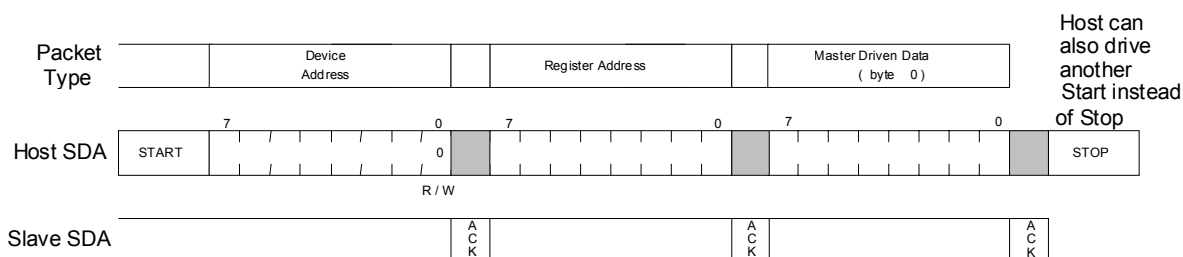 Packet
Type
Device
Address
Register Address
Master Driven Data
( byte 0 )
Host can
also drive
another
Start instead
of Stop
7 0 7 0 7 0
Host SDA
START
0
STOP
R / W
Slave SDA
A
C
K
A
C
K
A
C
K